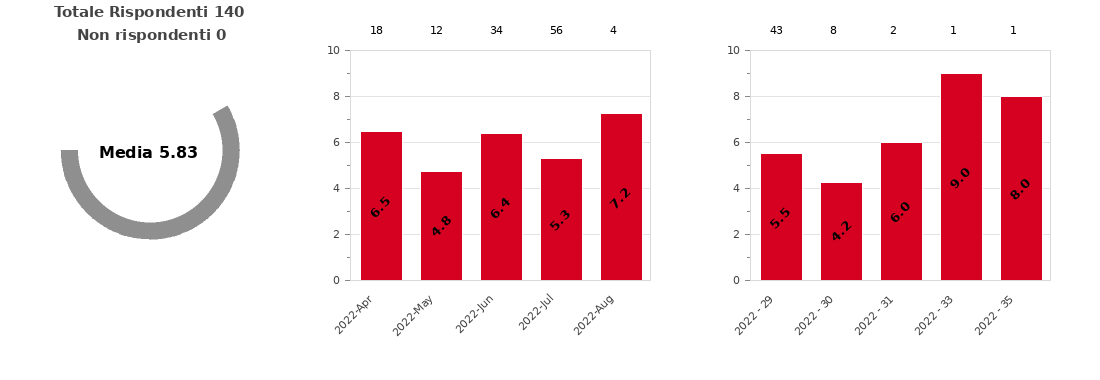 Totale Rispondenti 140
Non rispondenti 0
Media 5.83
18 12 34 56 4
10
8
6
4
2
0
6.5 4.8 6.4 5.3 7.2
2022-Apr 2022-May 2022-Jun 2022-Jul 2022-Aug
43 8 2 1 1
10
8
6
4
2
0
5.5 4.2 6.0 9.0 8.0
2022 - 29 2022 - 30 2022 - 31 2022 - 33 2022 - 35